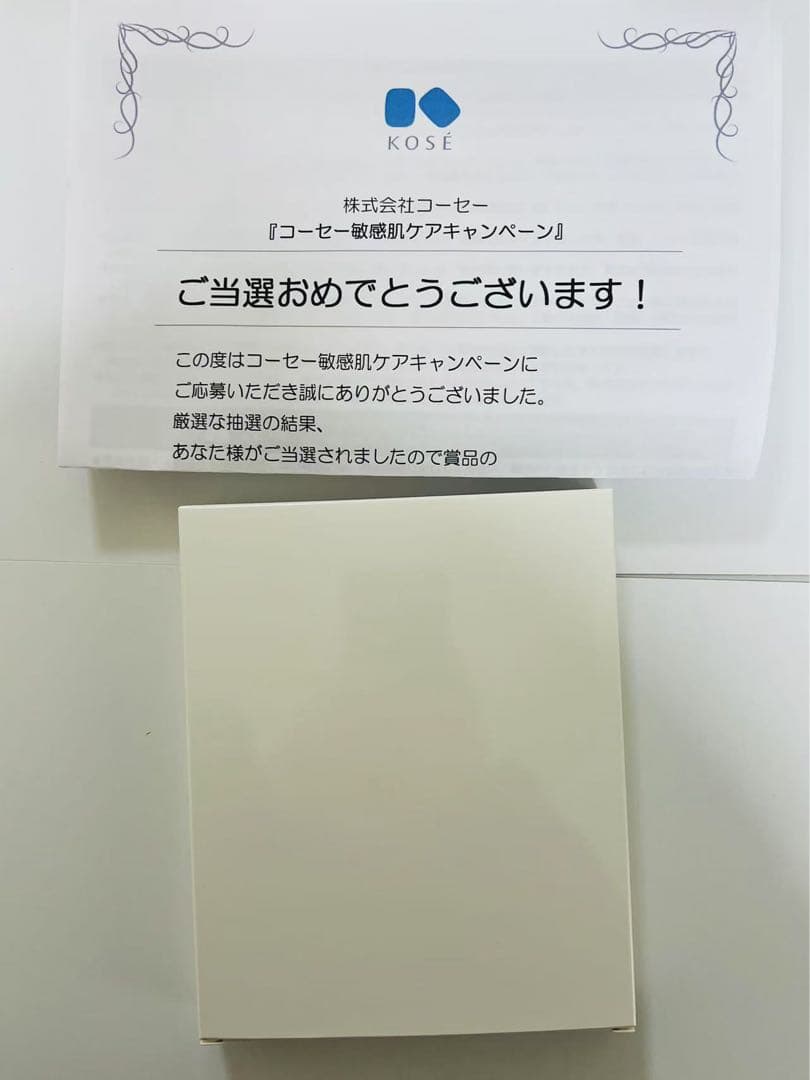 KOSÉ
株式会社コーセー
『コーセー敏感肌ケアキャンペーン』
ご当選おめでとうございます！
この度はコーセー敏感肌ケアキャンペーンに
ご応募いただき誠にありがとうございました。
厳選な抽選の結果、
あなた様がご当選されましたので賞品の